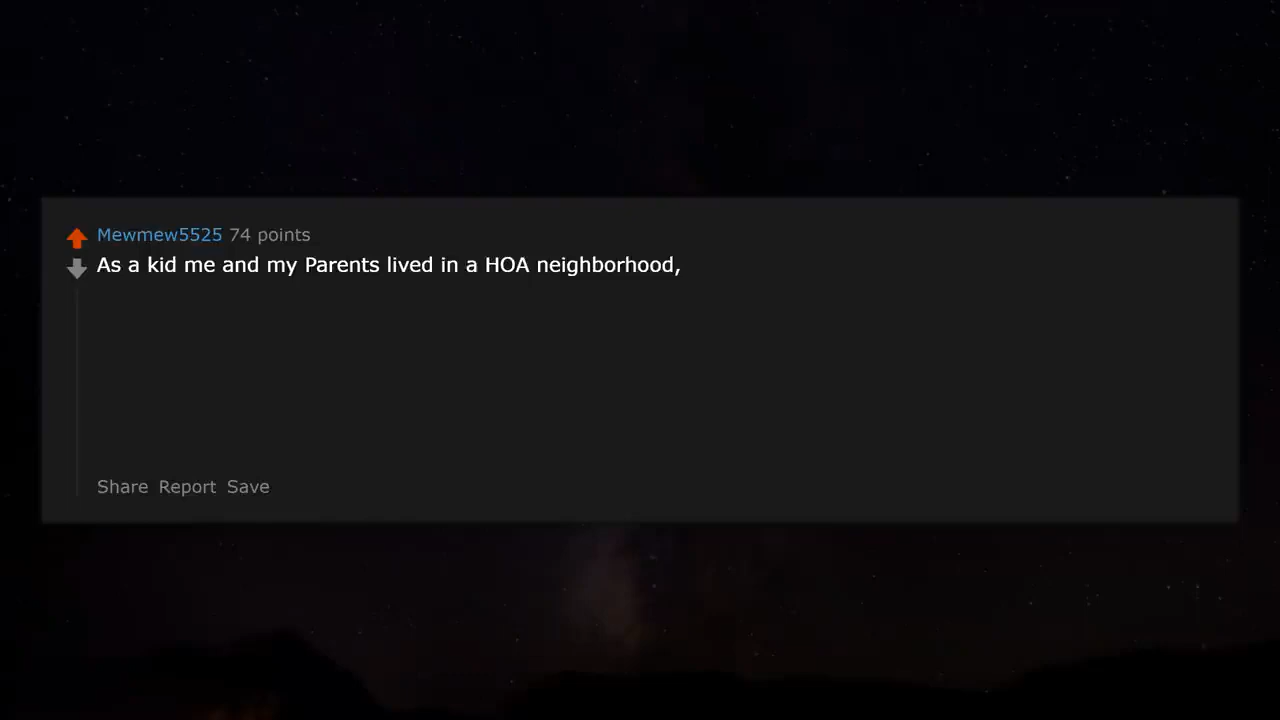 Mewmew5525 74 points
As a kid me and my Parents lived in a HOA neighborhood,
Share Report Save